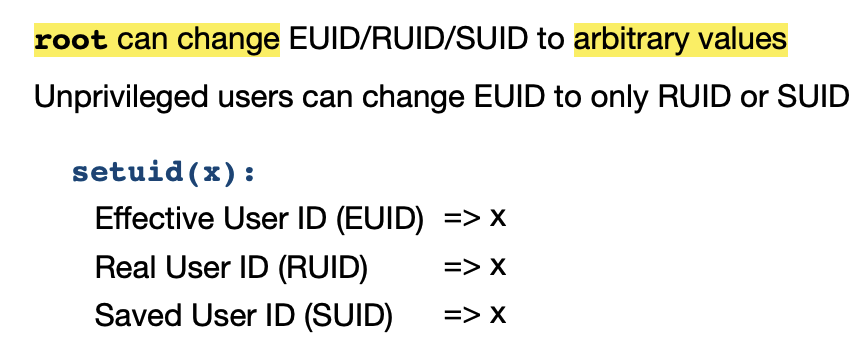 root can change EUID/RUID/SUID to arbitrary values
Unprivileged users can change EUID to only RUID or SUID
setuid(x):
Effective User ID (EUID) => x
Real User ID (RUID) => x
Saved User ID (SUID) => x